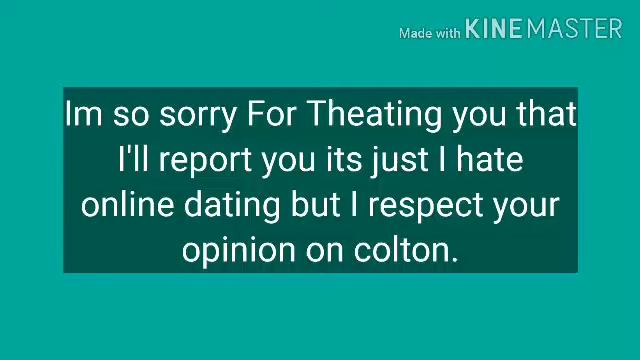 Made with KINEMASTER
Im so sorry For Theating you that
I'll report you its just I hate
online dating but I respect your
opinion on colton.